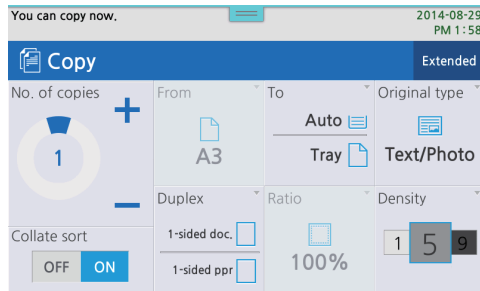 You can copy now.
2014-08-29
PM 1:58
Copy
Extended
No. of copies
1
From
A3
To
Auto
Tray
Original type
Text/Photo
Collate sort
OFF
ON
Duplex
1-sided doc.
1-sided ppr
Ratio
100%
Density
1 5 9